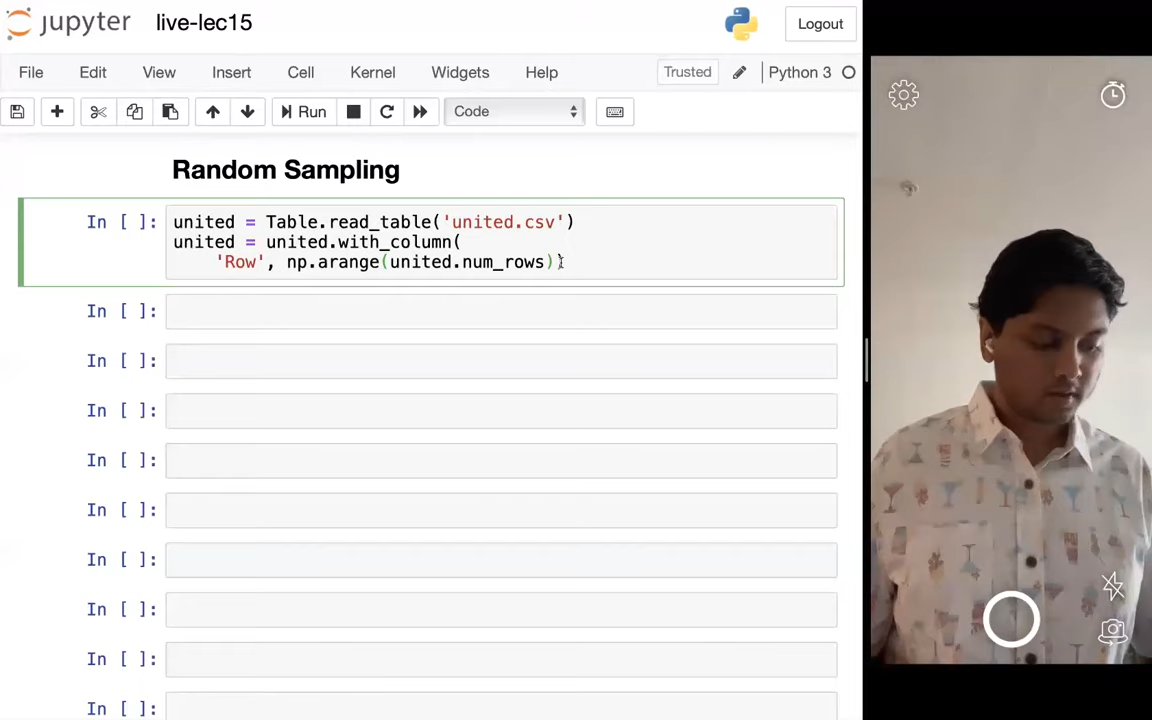 jupyter live-lec15 Logout
File Edit View Insert Cell Kernel Widgets Help Trusted Python 3
Run Code
Random Sampling
In [ ]: united = Table.read_table('united.csv')
united = united.with_column(
'Row', np.arange(united.num_rows)
In [ ]:
In [ ]:
In [ ]:
In [ ]:
In [ ]:
In [ ]:
In [ ]:
In [ ]:
In [ ]: